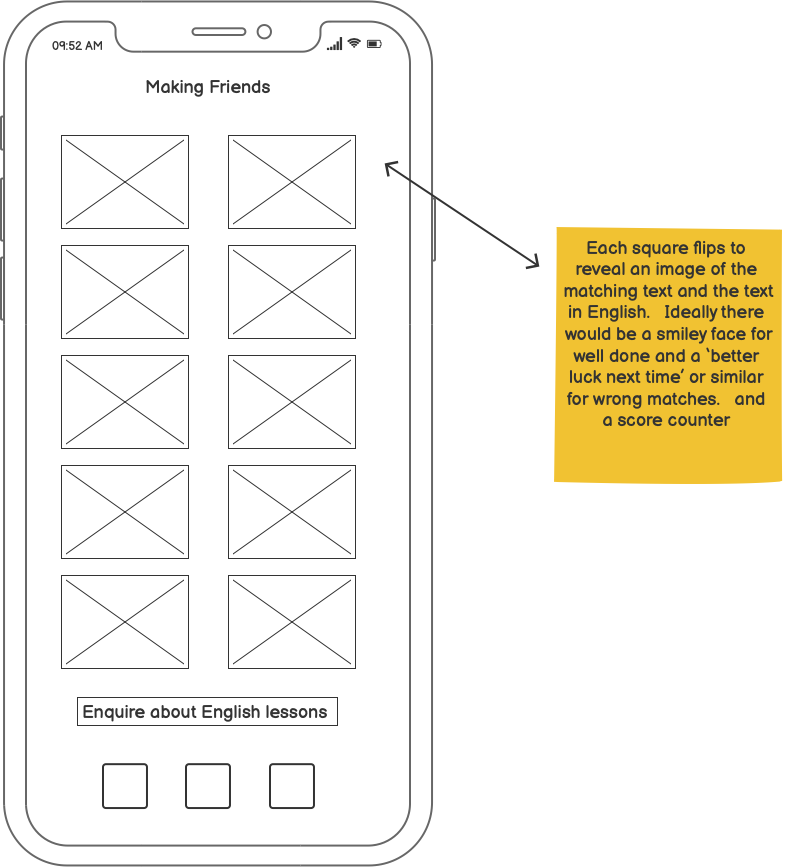 09:52 AM
Making Friends
Each square flips to
reveal an image of the
matching text and the text
in English.   Ideally there
would be a smiley face for
well done and a ‘better
luck next time’ or similar
for wrong matches.   and
a score counter
Enquire about English lessons